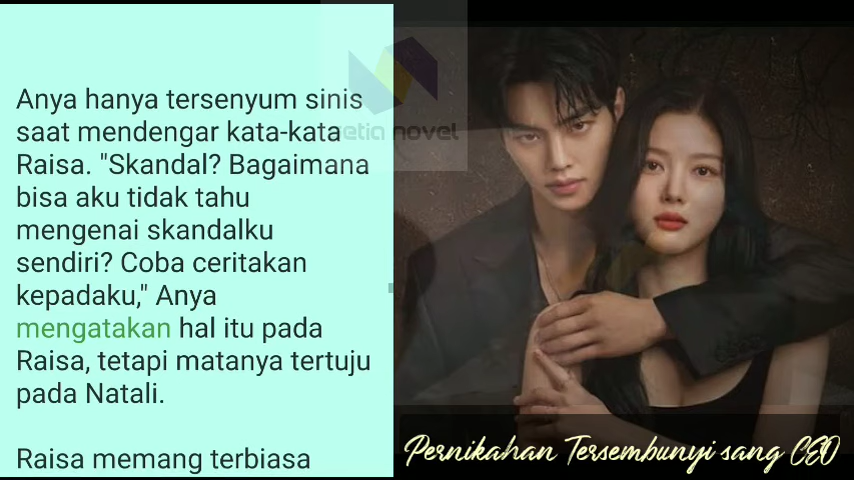 Anya hanya tersenyum sinis
saat mendengar kata-kata
Raisa. "Skandal? Bagaimana
bisa aku tidak tahu
mengenai skandalku
sendiri? Coba ceritakan
kepadaku," Anya
mengatakan hal itu pada
Raisa, tetapi matanya tertuju
pada Natali.
Raisa memang terbiasa
novel
Pernikahan Tersembunyi sang CEO